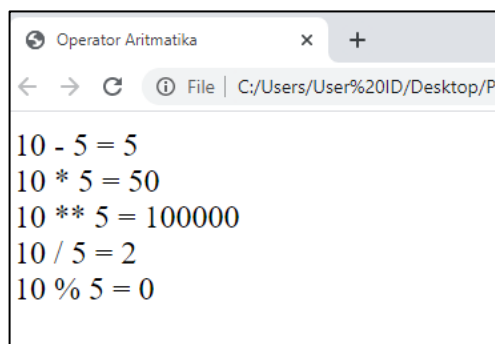 Operator Aritmatika
File C:/Users/User%20ID/Desktop/P
10 - 5 = 5
10 * 5 = 50
10 ** 5 = 100000
10 / 5 = 2
10 % 5 = 0